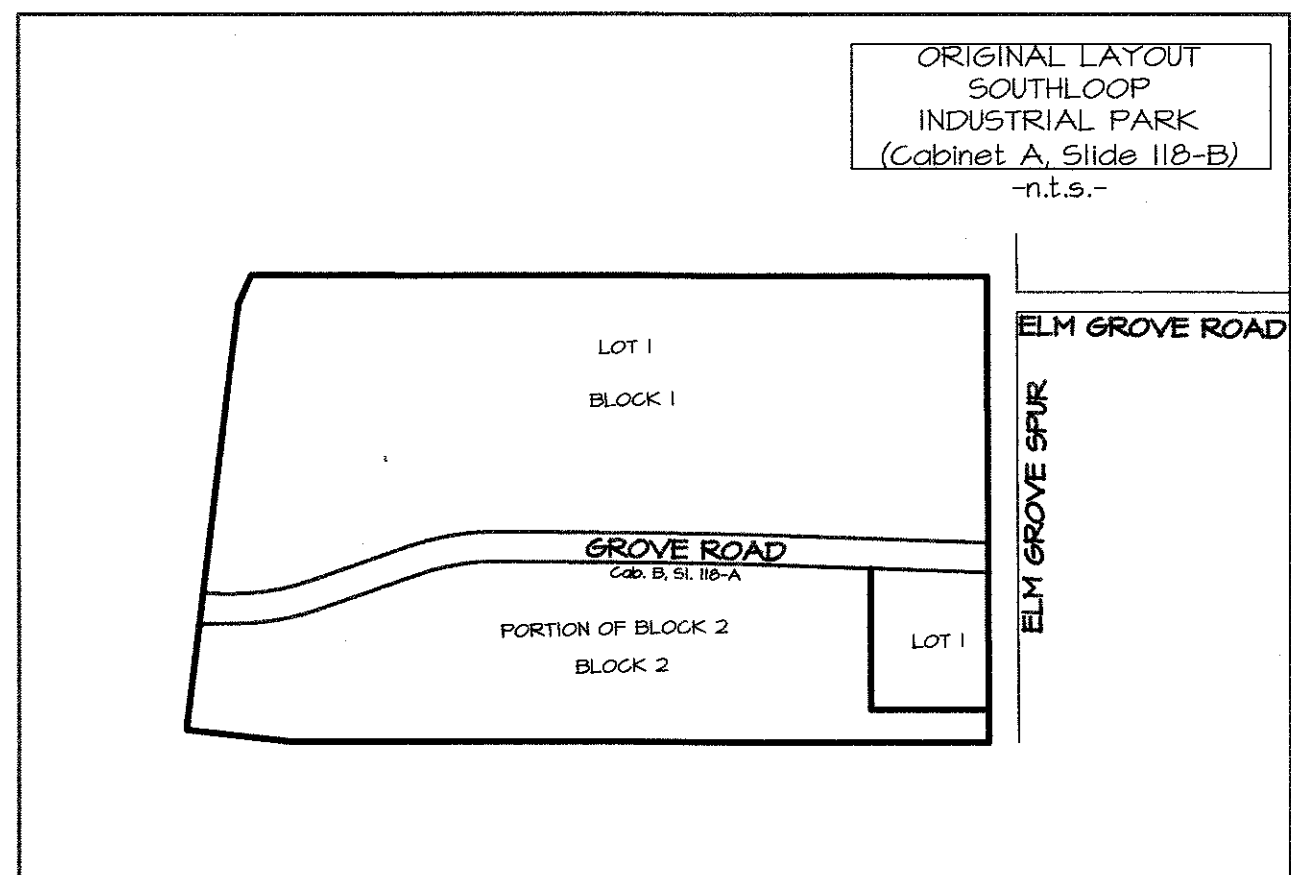 ORIGINAL LAYOUT
SOUTHLOOP
INDUSTRIAL PARK
(Cabinet A, Slide 118-B)
-n.t.s.-
ELM GROVE ROAD
LOT 1
BLOCK 1
ELM GROVE SPUR
GROVE ROAD
Cab. B, Sl. 118-A
PORTION OF BLOCK 2
BLOCK 2
LOT 1